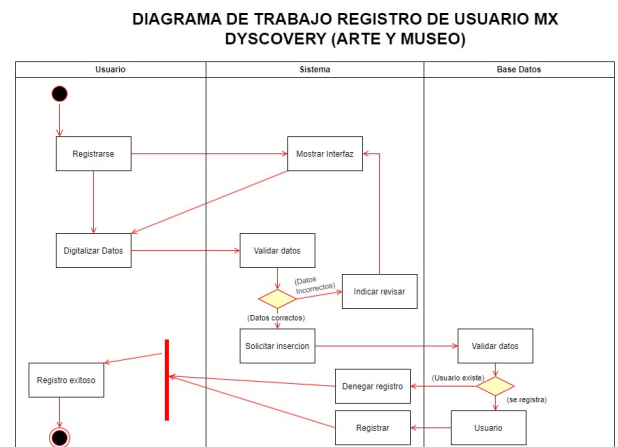 DIAGRAMA DE TRABAJO REGISTRO DE USUARIO MX
DYSCOVERY (ARTE Y MUSEO)
Usuario
Sistema
Base Datos
Registrarse
Mostrar Interfaz
Digitalizar Datos
Validar datos
(Datos
Incorrectos)
Indicar revisar
(Datos correctos)
Solicitar insercion
Validar datos
Registro exitoso
Denegar registro
(Usuario existe)
(se registra)
Registrar
Usuario